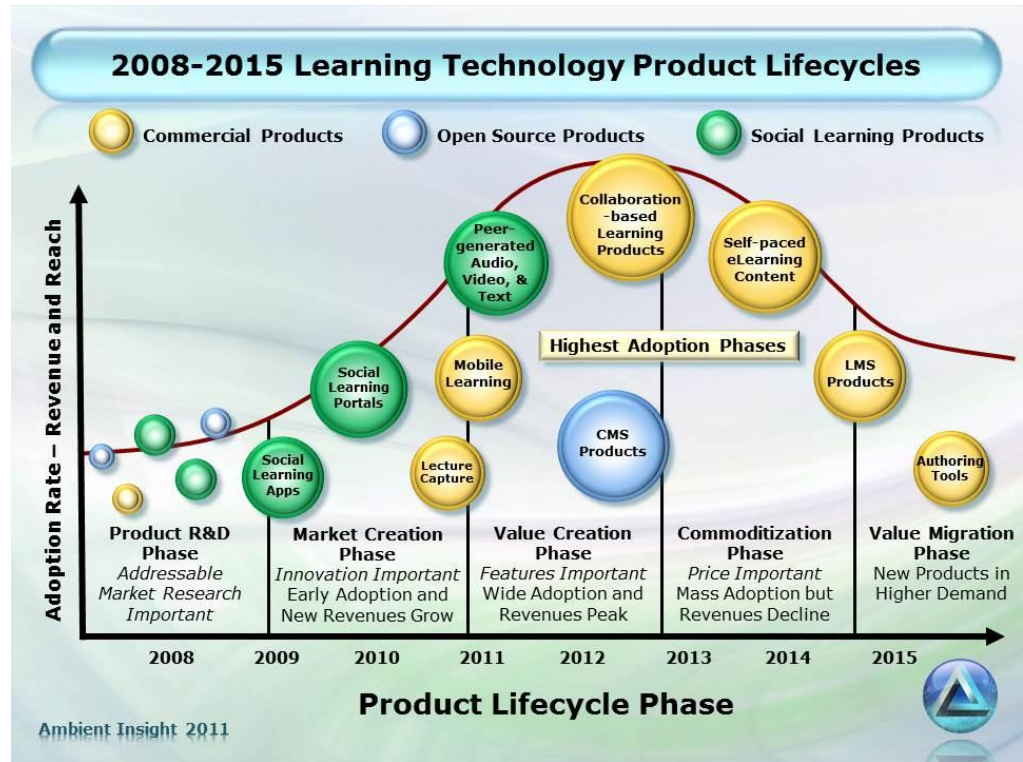 2008-2015 Learning Technology Product Lifecycles
Commercial Products
Open Source Products
Social Learning Products
Adoption Rate – Revenue and Reach
Collaboration
-based
Learning
Products
Peer-
generated
Audio,
Video, &
Text
Self-paced
eLearning
Content
Highest Adoption Phases
Social
Learning
Portals
Mobile
Learning
LMS
Products
CMS
Products
Social
Learning
Apps
Lecture
Capture
Authoring
Tools
Product R&D
Phase
Addressable
Market Research
Important
Market Creation
Phase
Innovation Important
Early Adoption and
New Revenues Grow
Value Creation
Phase
Features Important
Wide Adoption and
Revenues Peak
Commoditization
Phase
Price Important
Mass Adoption but
Revenues Decline
Value Migration
Phase
New Products in
Higher Demand
2008 2009 2010 2011 2012 2013 2014 2015
Product Lifecycle Phase
Ambient Insight 2011